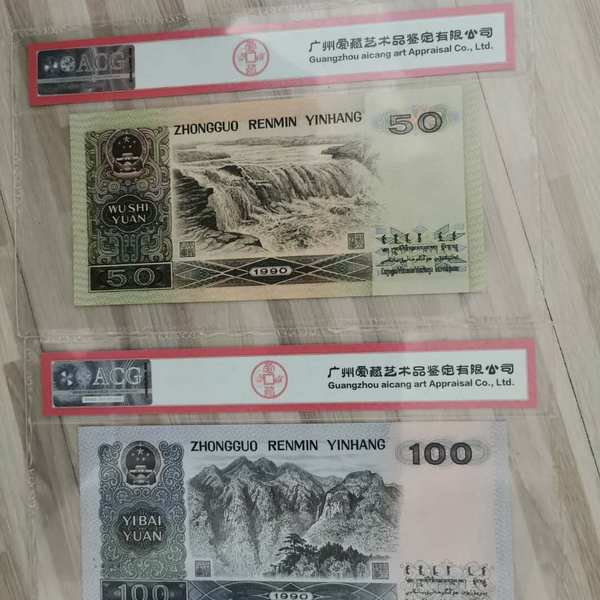 ACG
广州爱藏艺术品鉴定有限公司
Guangzhou aicang art Appraisal Co., Ltd.
ZHONGGUO RENMIN YINHANG
50
WU SHI
YUAN
50
1990
ACG
广州爱藏艺术品鉴定有限公司
Guangzhou aicang art Appraisal Co., Ltd.
ZHONGGUO RENMIN YINHANG
100
YIBAI
YUAN
100
1990